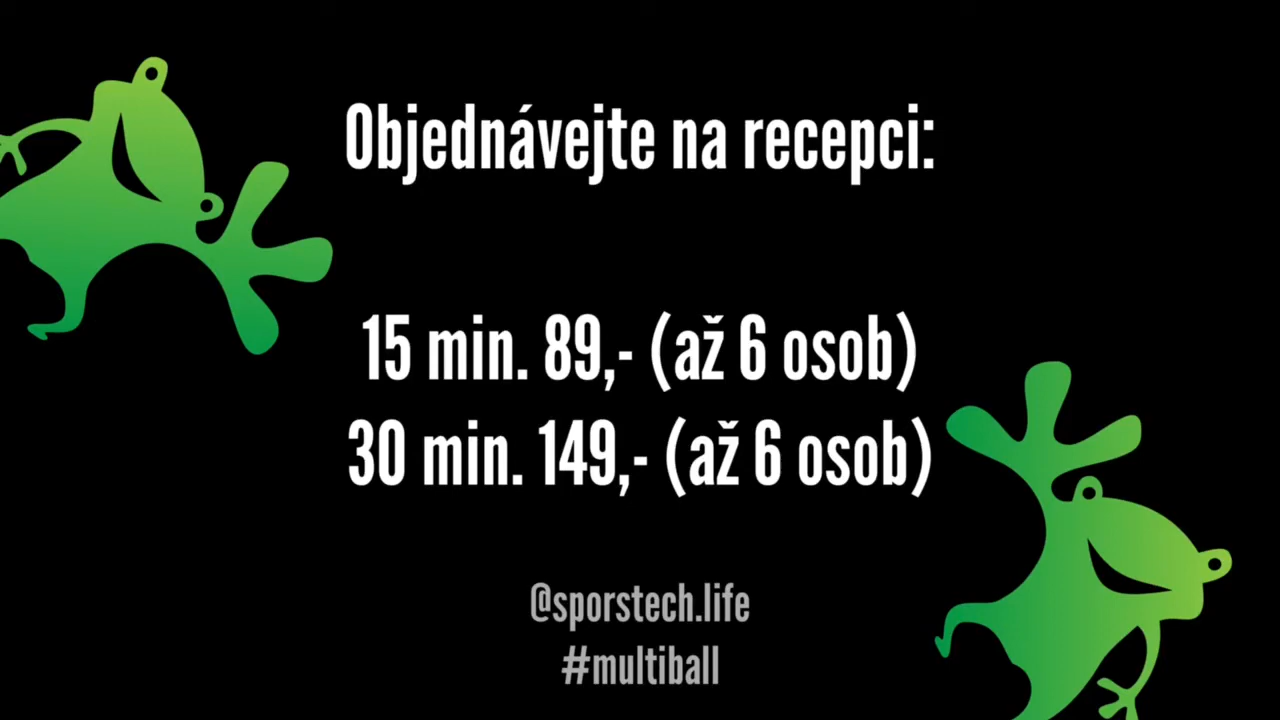 Objednávejte na recepci:
15 min. 89,- (až 6 osob)
30 min. 149,- (až 6 osob)
@sporstech.life
#multiball